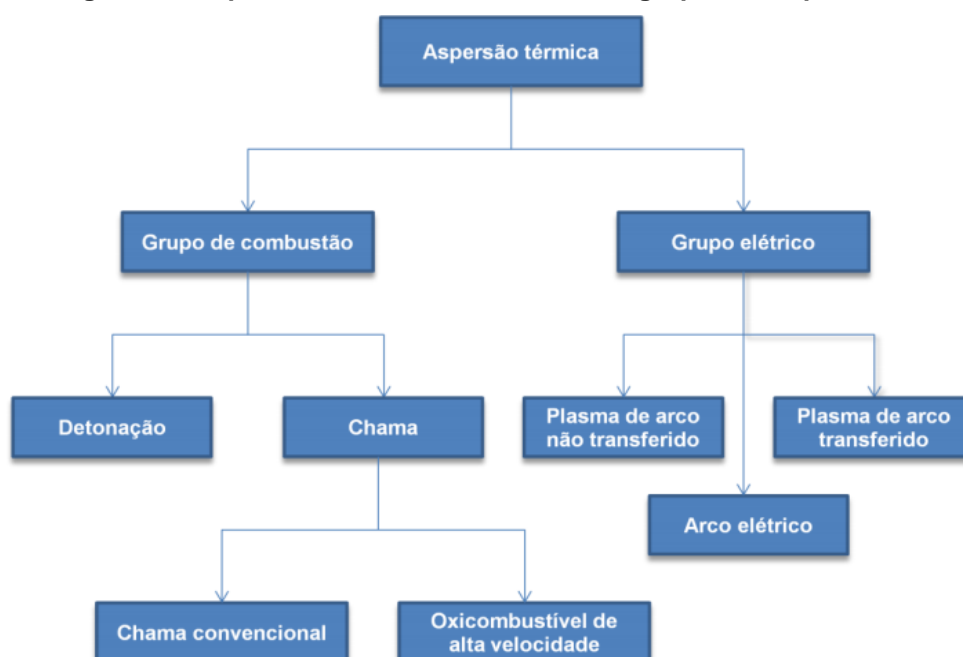 Aspersão térmica
Grupo de combustão
Grupo elétrico
Detonação
Chama
Plasma de arco
não transferido
Plasma de arco
transferido
Arco elétrico
Chama convencional
Oxicombustível de
alta velocidade